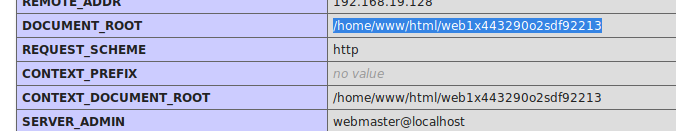 REMOTE_ADDR 192.168.19.128
DOCUMENT_ROOT /home/www/html/web1x443290o2sdf92213
REQUEST_SCHEME http
CONTEXT_PREFIX no value
CONTEXT_DOCUMENT_ROOT /home/www/html/web1x443290o2sdf92213
SERVER_ADMIN webmaster@localhost